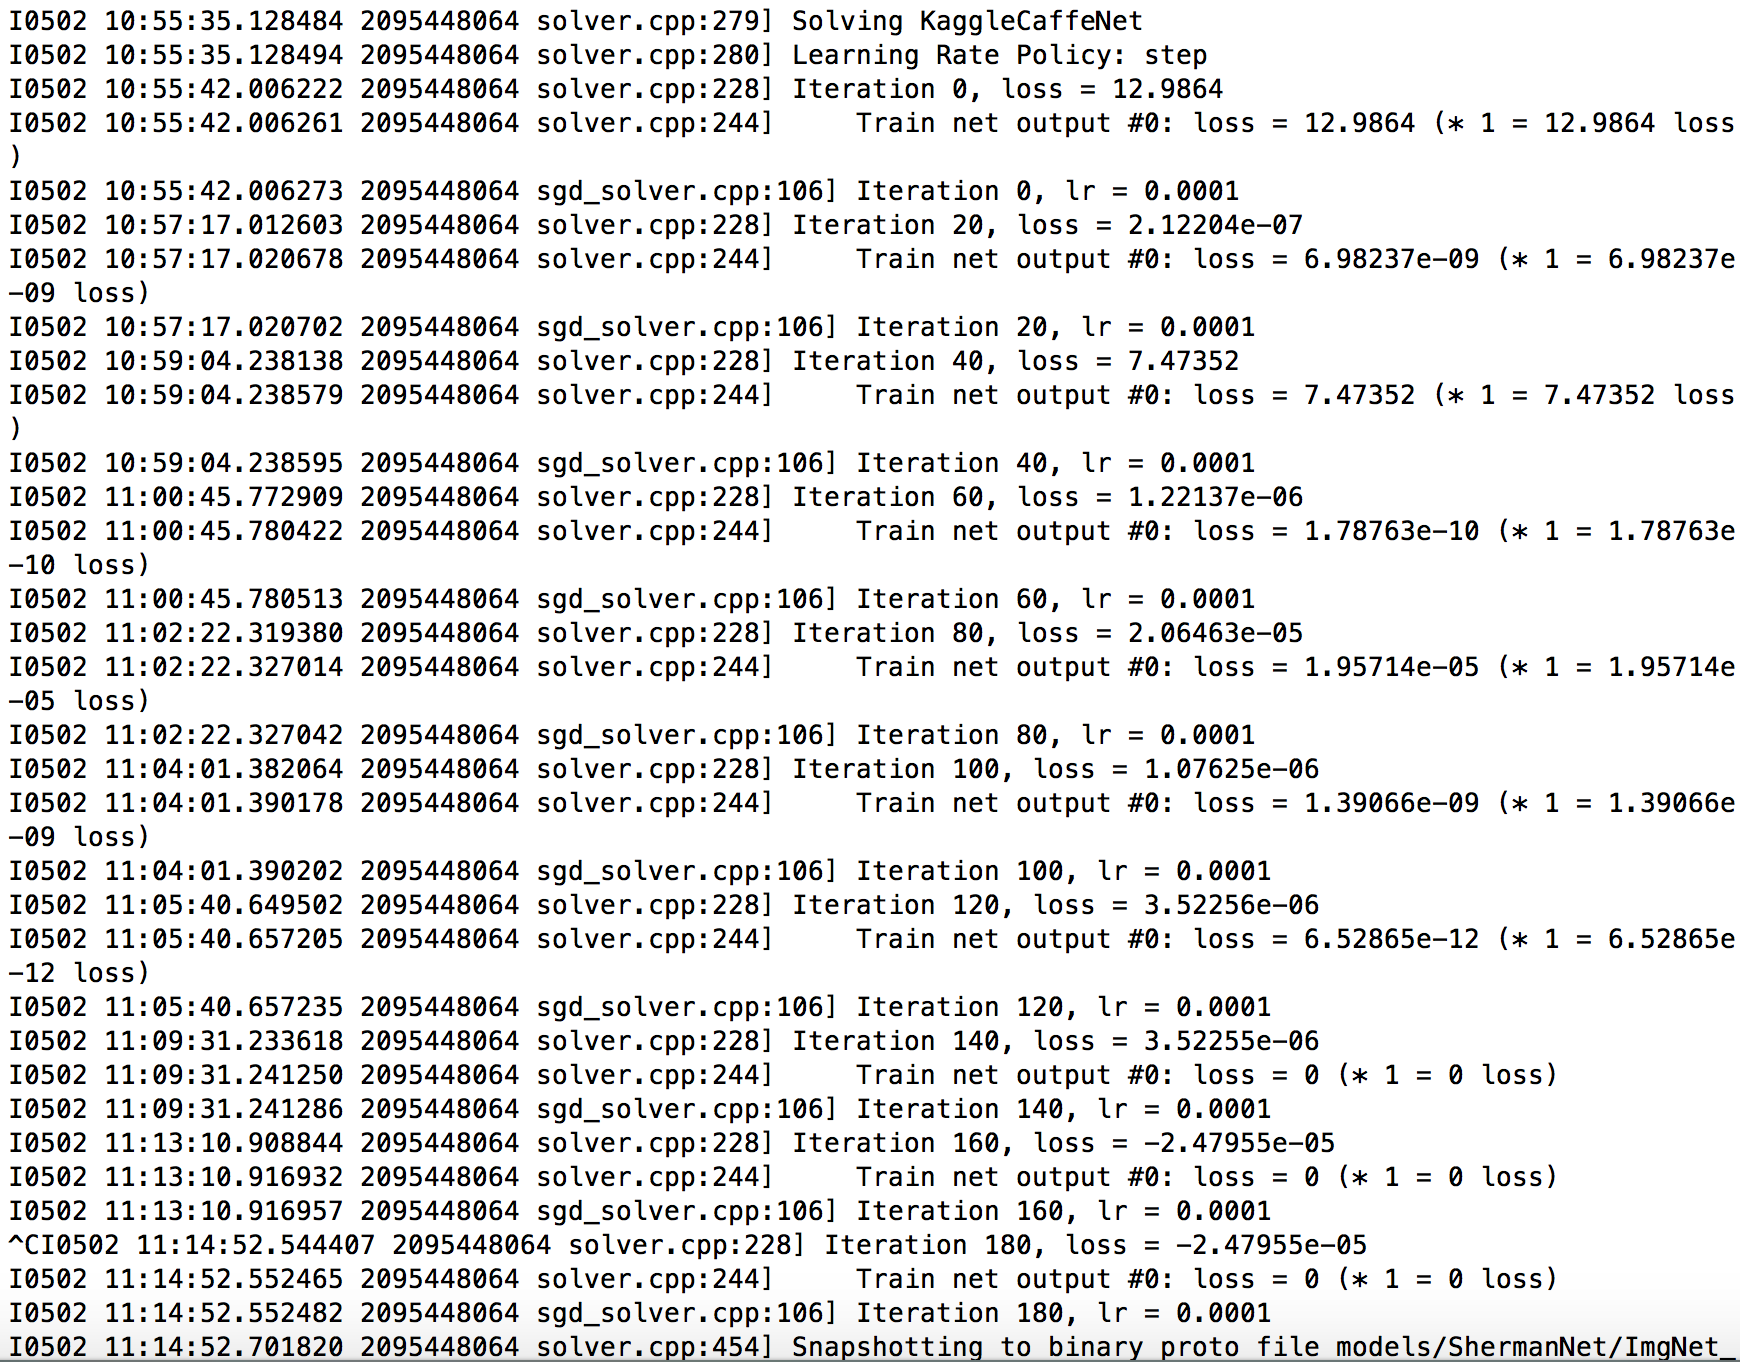 I0502 10:55:35.128484 2095448064 solver.cpp:279] Solving KaggleCaffeNet
I0502 10:55:35.128494 2095448064 solver.cpp:280] Learning Rate Policy: step
I0502 10:55:42.006222 2095448064 solver.cpp:228] Iteration 0, loss = 12.9864
I0502 10:55:42.006261 2095448064 solver.cpp:244]     Train net output #0: loss = 12.9864 (* 1 = 12.9864 loss
)
I0502 10:55:42.006273 2095448064 sgd_solver.cpp:106] Iteration 0, lr = 0.0001
I0502 10:57:17.012603 2095448064 solver.cpp:228] Iteration 20, loss = 2.12204e-07
I0502 10:57:17.020678 2095448064 solver.cpp:244]     Train net output #0: loss = 6.98237e-09 (* 1 = 6.98237e
-09 loss)
I0502 10:57:17.020702 2095448064 sgd_solver.cpp:106] Iteration 20, lr = 0.0001
I0502 10:59:04.238138 2095448064 solver.cpp:228] Iteration 40, loss = 7.47352
I0502 10:59:04.238579 2095448064 solver.cpp:244]     Train net output #0: loss = 7.47352 (* 1 = 7.47352 loss
)
I0502 10:59:04.238595 2095448064 sgd_solver.cpp:106] Iteration 40, lr = 0.0001
I0502 11:00:45.772909 2095448064 solver.cpp:228] Iteration 60, loss = 1.22137e-06
I0502 11:00:45.780422 2095448064 solver.cpp:244]     Train net output #0: loss = 1.78763e-10 (* 1 = 1.78763e
-10 loss)
I0502 11:00:45.780513 2095448064 sgd_solver.cpp:106] Iteration 60, lr = 0.0001
I0502 11:02:22.319380 2095448064 solver.cpp:228] Iteration 80, loss = 2.06463e-05
I0502 11:02:22.327014 2095448064 solver.cpp:244]     Train net output #0: loss = 1.95714e-05 (* 1 = 1.95714e
-05 loss)
I0502 11:02:22.327042 2095448064 sgd_solver.cpp:106] Iteration 80, lr = 0.0001
I0502 11:04:01.382064 2095448064 solver.cpp:228] Iteration 100, loss = 1.07625e-06
I0502 11:04:01.390178 2095448064 solver.cpp:244]     Train net output #0: loss = 1.39066e-09 (* 1 = 1.39066e
-09 loss)
I0502 11:04:01.390202 2095448064 sgd_solver.cpp:106] Iteration 100, lr = 0.0001
I0502 11:05:40.649502 2095448064 solver.cpp:228] Iteration 120, loss = 3.52256e-06
I0502 11:05:40.657205 2095448064 solver.cpp:244]     Train net output #0: loss = 6.52865e-12 (* 1 = 6.52865e
-12 loss)
I0502 11:05:40.657235 2095448064 sgd_solver.cpp:106] Iteration 120, lr = 0.0001
I0502 11:09:31.233618 2095448064 solver.cpp:228] Iteration 140, loss = 3.52255e-06
I0502 11:09:31.241250 2095448064 solver.cpp:244]     Train net output #0: loss = 0 (* 1 = 0 loss)
I0502 11:09:31.241286 2095448064 sgd_solver.cpp:106] Iteration 140, lr = 0.0001
I0502 11:13:10.908844 2095448064 solver.cpp:228] Iteration 160, loss = -2.47955e-05
I0502 11:13:10.916932 2095448064 solver.cpp:244]     Train net output #0: loss = 0 (* 1 = 0 loss)
I0502 11:13:10.916957 2095448064 sgd_solver.cpp:106] Iteration 160, lr = 0.0001
^CI0502 11:14:52.544407 2095448064 solver.cpp:228] Iteration 180, loss = -2.47955e-05
I0502 11:14:52.552465 2095448064 solver.cpp:244]     Train net output #0: loss = 0 (* 1 = 0 loss)
I0502 11:14:52.552482 2095448064 sgd_solver.cpp:106] Iteration 180, lr = 0.0001
I0502 11:14:52.701820 2095448064 solver.cpp:454] Snapshotting to binary proto file models/ShermanNet/ImgNet_